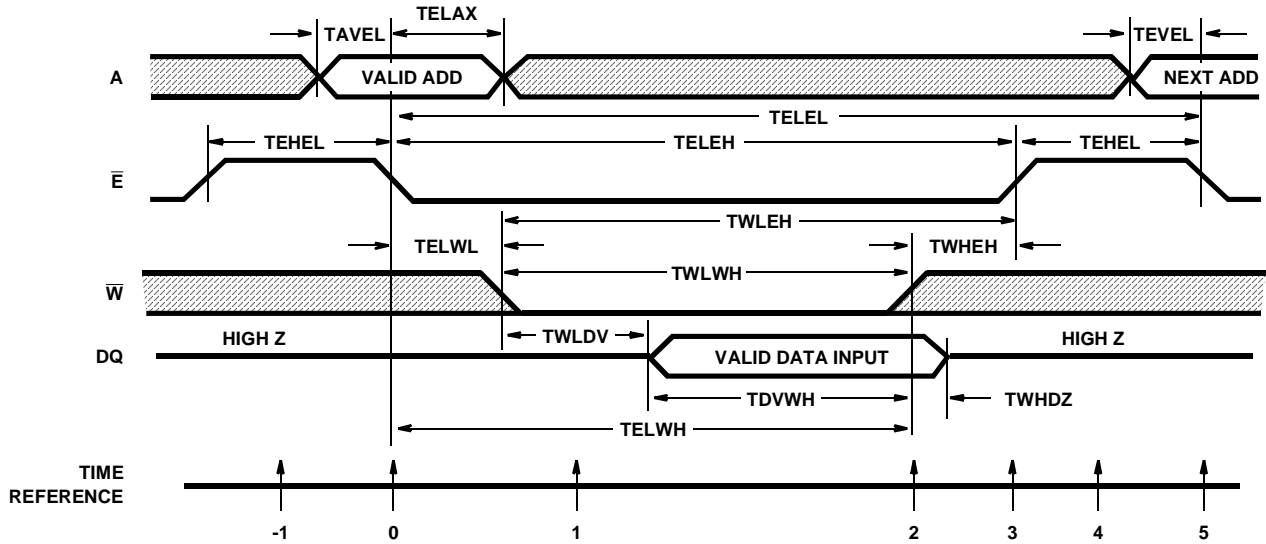 TELAX
TAVEL
TEVEL
A
VALID ADD
NEXT ADD
TELEL
TEHEL
TELEH
TEHEL
E
TWLEH
TELWL
TWHEH
TWLWH
W
HIGH Z
TWLDV
HIGH Z
DQ
VALID DATA INPUT
TDVWH
TWHDZ
TELWH
TIME
REFERENCE
-1 0 1 2 3 4 5